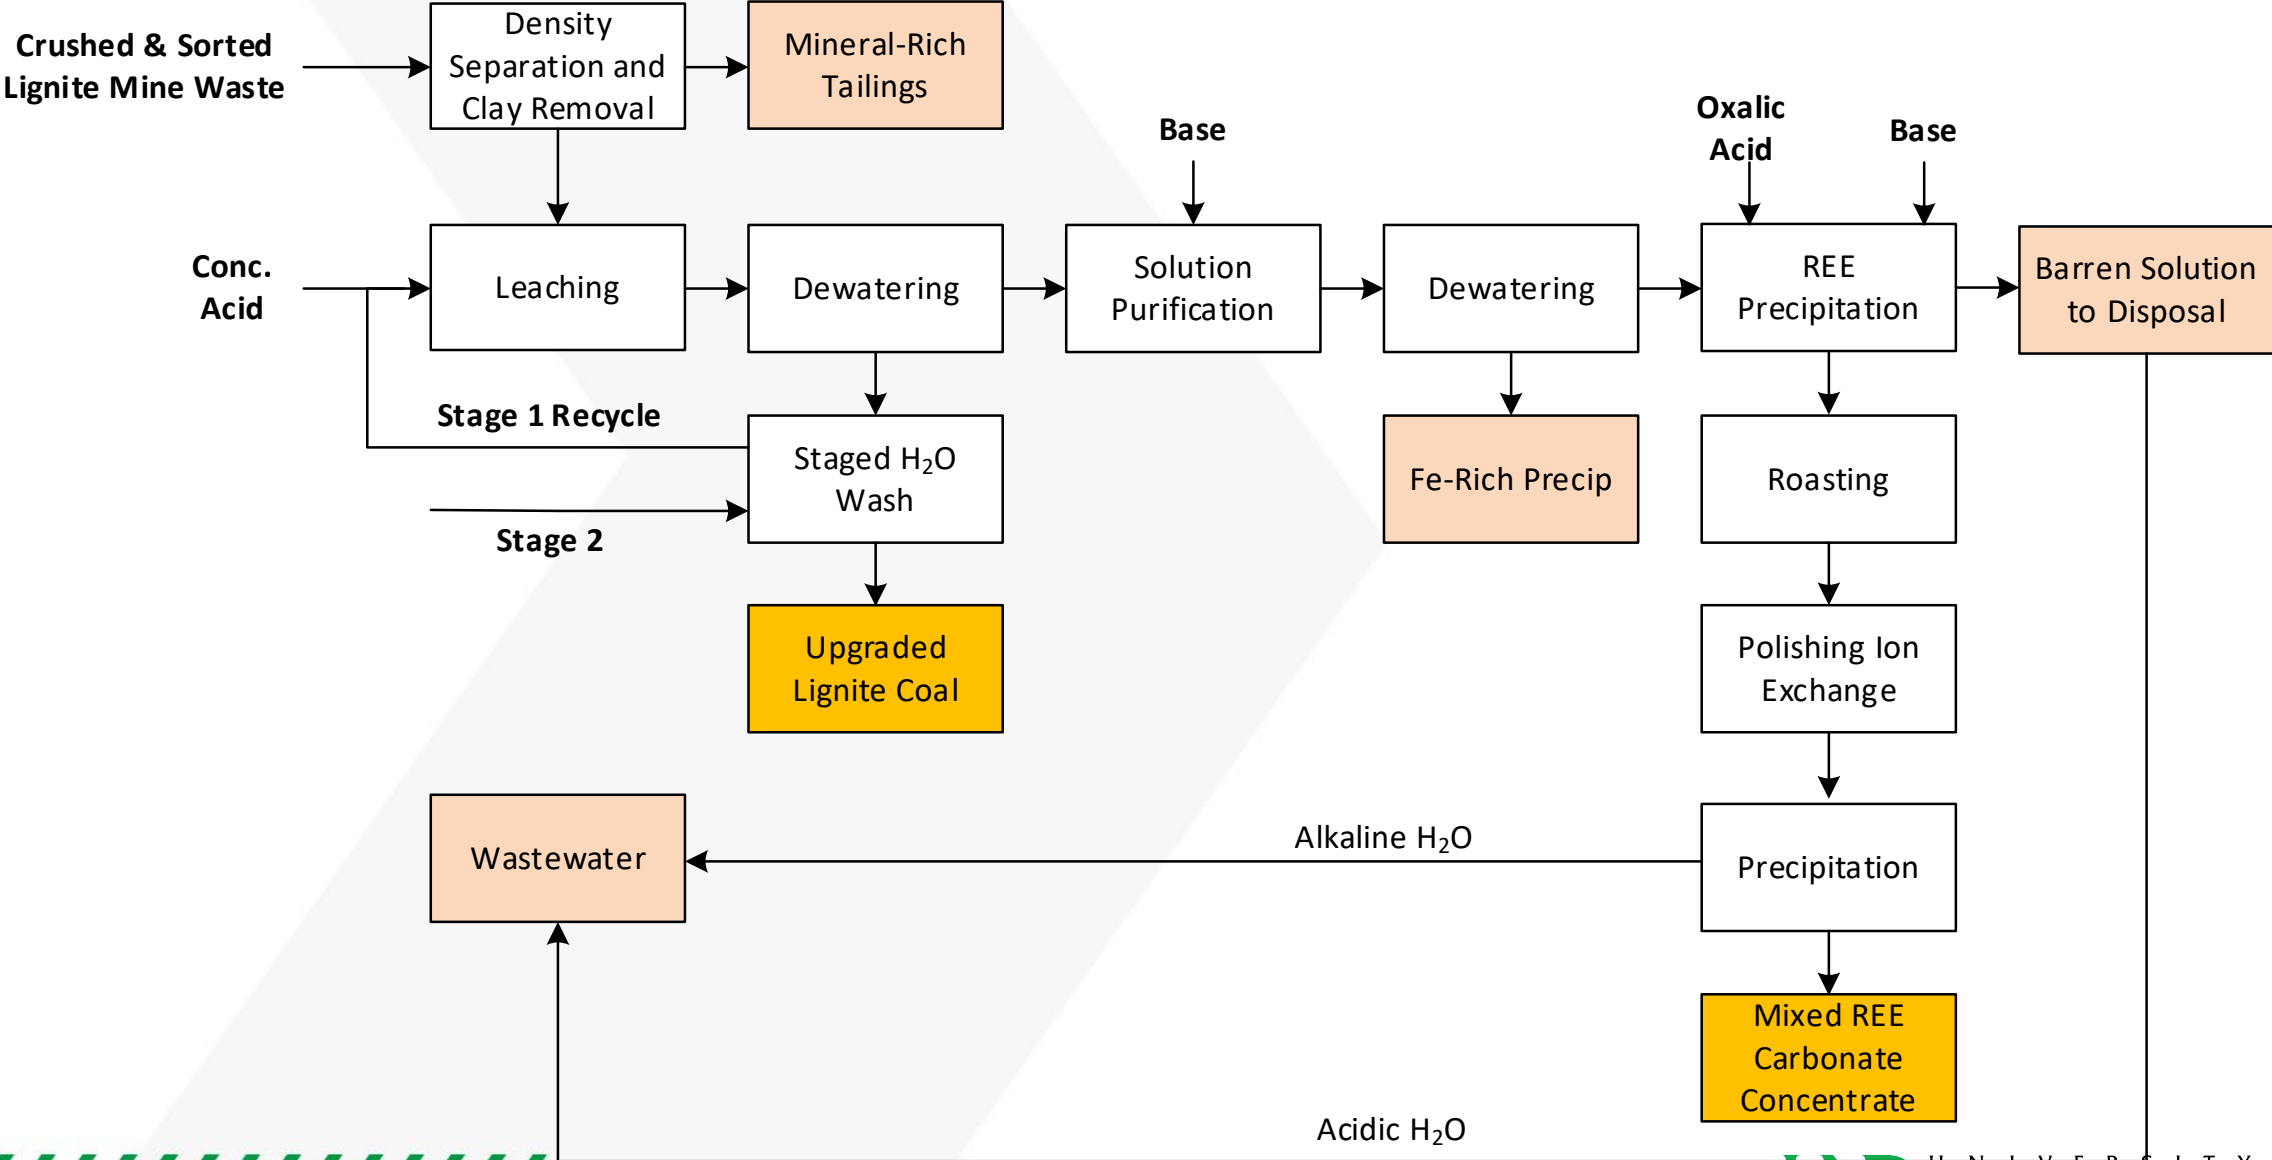 Crushed & Sorted
Lignite Mine Waste
Density
Separation and
Clay Removal
Mineral-Rich
Tailings
Base
Oxalic
Acid
Base
Conc.
Acid
Leaching
Dewatering
Solution
Purification
Dewatering
REE
Precipitation
Barren Solution
to Disposal
Stage 1 Recycle
Staged H₂O
Wash
Stage 2
Fe-Rich Precip
Roasting
Upgraded
Lignite Coal
Polishing Ion
Exchange
Wastewater
Alkaline H₂O
Precipitation
Mixed REE
Carbonate
Concentrate
Acidic H₂O